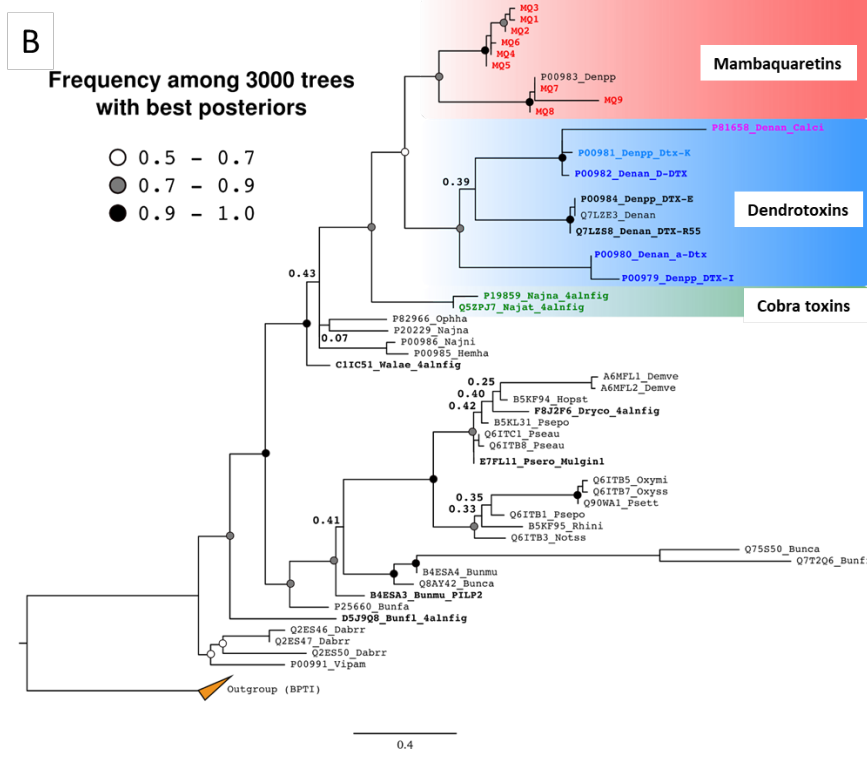 B
Frequency among 3000 trees
with best posteriors
0.5 - 0.7
0.7 - 0.9
0.9 - 1.0
MQ3
MQ1
MQ2
MQ6
MQ4
MQ5
P00983_Denpp
MQ7
MQ9
MQ8
Mambaquaretins
P81658_Denan_Calci
P00981_Denpp_Dtx-K
P00982_Denan_D-DTX
0.39
P00984_Denpp_DTX-E
Q7LZE3_Denan
Q7LZS8_Denan_DTX-R55
Dendrotoxins
P00980_Denan_a-Dtx
P00979_Denpp_DTX-I
0.43
P19859_Najna_4alnfig
Q5ZPJ7_Najat_4alnfig
Cobra toxins
P82966_Ophha
P20229_Najna
0.07
P00986_Najni
P00985_Hemha
C1IC51_Walae_4alnfig
A6MFL1_Demve
A6MFL2_Demve
0.25
0.40
B5KF94_Hopst
0.42
F8J2F6_Dryco_4alnfig
B5KL31_Psepo
Q6ITC1_Pseau
Q6ITB8_Pseau
E7FL11_Psero_Mulgin1
Q6ITB5_Oxymi
Q6ITB7_Oxyss
Q90WA1_Psett
0.35
0.33
Q6ITB1_Psepo
B5KF95_Rhini
Q6ITB3_Notss
0.41
Q75S50_Bunca
Q7T2Q6_Bunf
B4ESA4_Bunmu
Q8AY42_Bunca
B4ESA3_Bunmu_PILP2
P25660_Bunfa
D5J9Q8_Bunfl_4alnfig
Q2ES46_Dabrr
Q2ES47_Dabrr
Q2ES50_Dabrr
P00991_Vipam
Outgroup (BPTI)
0.4